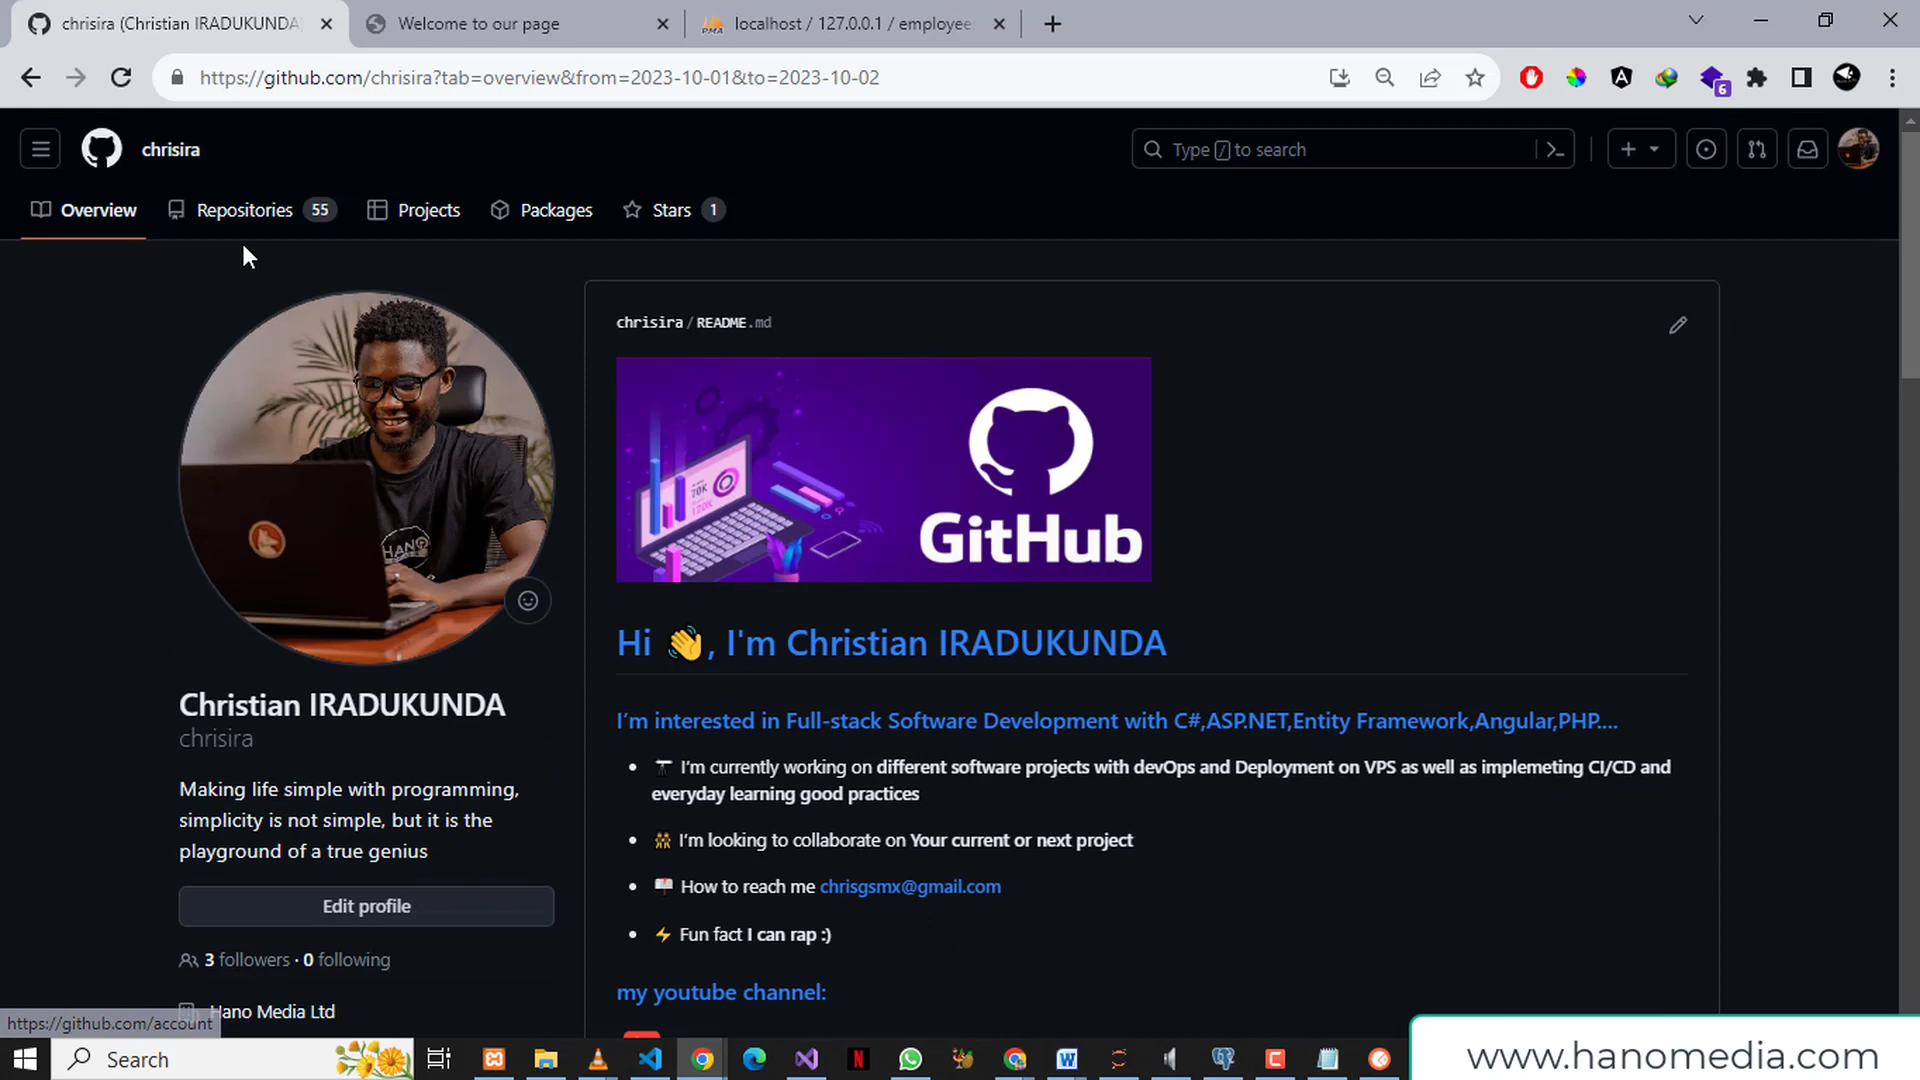 chrisira (Christian IRADUKUNDA)
Welcome to our page
localhost / 127.0.0.1 / employee
https://github.com/chrisira?tab=overview&from=2023-10-01&to=2023-10-02
6
chrisira
Type / to search
Overview
Repositories 55
Projects
Packages
Stars 1
chrisira/README.md
70K
120K
GitHub
HANO
Hi 👋, I'm Christian IRADUKUNDA
Christian IRADUKUNDA
chrisira
Making life simple with programming,
simplicity is not simple, but it is the
playground of a true genius
Edit profile
3 followers · 0 following
Hano Media Ltd
I'm interested in Full-stack Software Development with C#,ASP.NET,Entity Framework,Angular,PHP....
I'm currently working on different software projects with devOps and Deployment on VPS as well as implemeting CI/CD and
everyday learning good practices
I'm looking to collaborate on Your current or next project
How to reach me chrisgsmx@gmail.com
Fun fact I can rap :)
my youtube channel:
https://github.com/account
Search
www.hanomedia.com